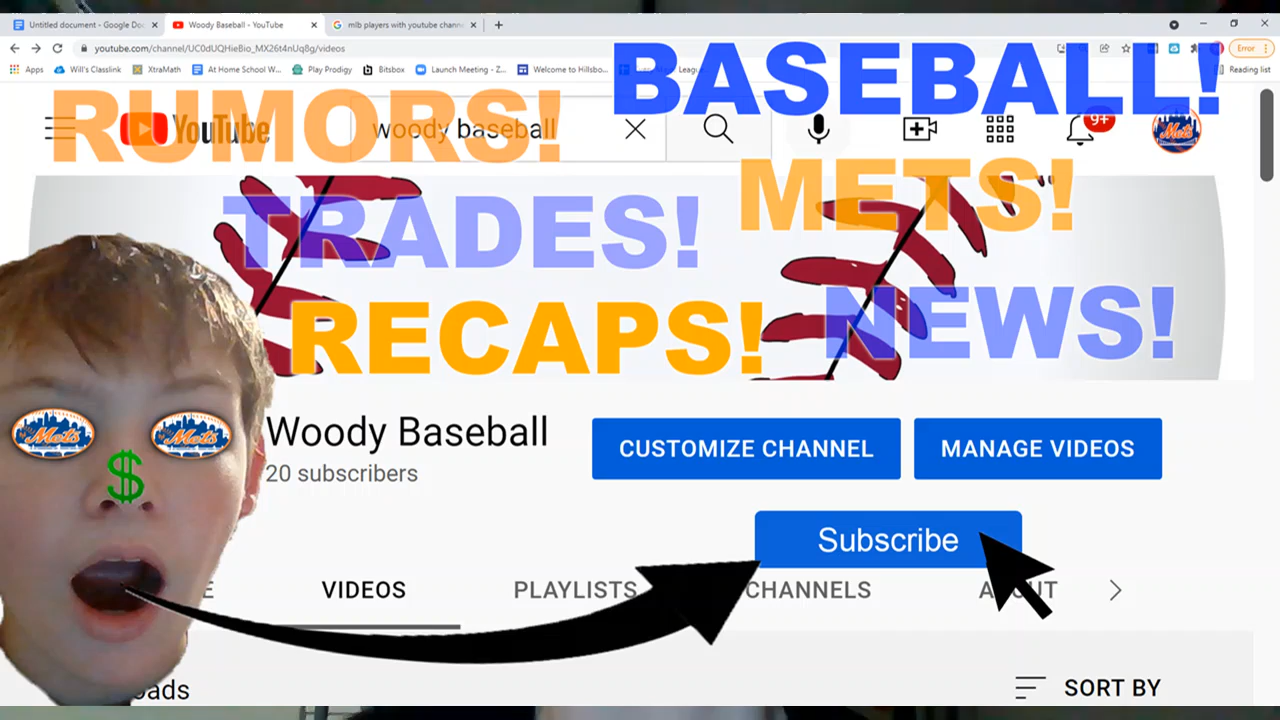 Untitled document - Google Doc
Woody Baseball - YouTube
mlb players with youtube chann
youtube.com/channel/UC0dUQHieBio_MX26t4nUq8g/videos
Error
Apps
Will's Classlink
XtraMath
At Home School W...
Play Prodigy
Bitsbox
Launch Meeting - Z...
Welcome to Hillsbo...
Leag
Reading list
BASEBALL!
RUMORS!
YouTube
woody baseball
9+
Mets
METS!
TRADES!
NEWS!
RECAPS!
Mets
Mets
$
Woody Baseball
20 subscribers
CUSTOMIZE CHANNEL
MANAGE VIDEOS
Subscribe
E
VIDEOS
PLAYLISTS
CHANNELS
A UT
oads
SORT BY